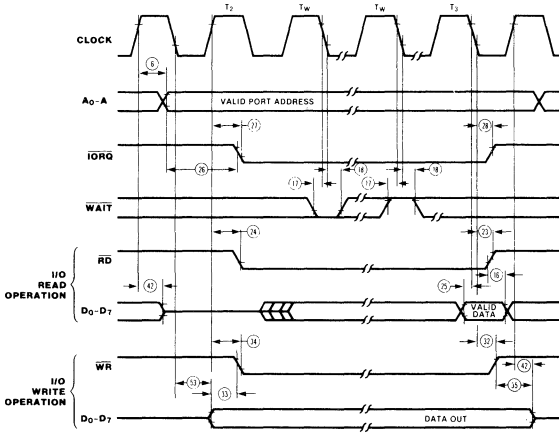 T2 TW TW T3
CLOCK
6
A0-A VALID PORT ADDRESS
27 28
IORQ
26
17 18 17 18
WAIT
24 23
RD
I/O
READ
OPERATION
42 25 16
D0-D7 VALID
DATA
34 32
WR
42
I/O
WRITE
OPERATION
53 33 35
D0-D7 DATA OUT